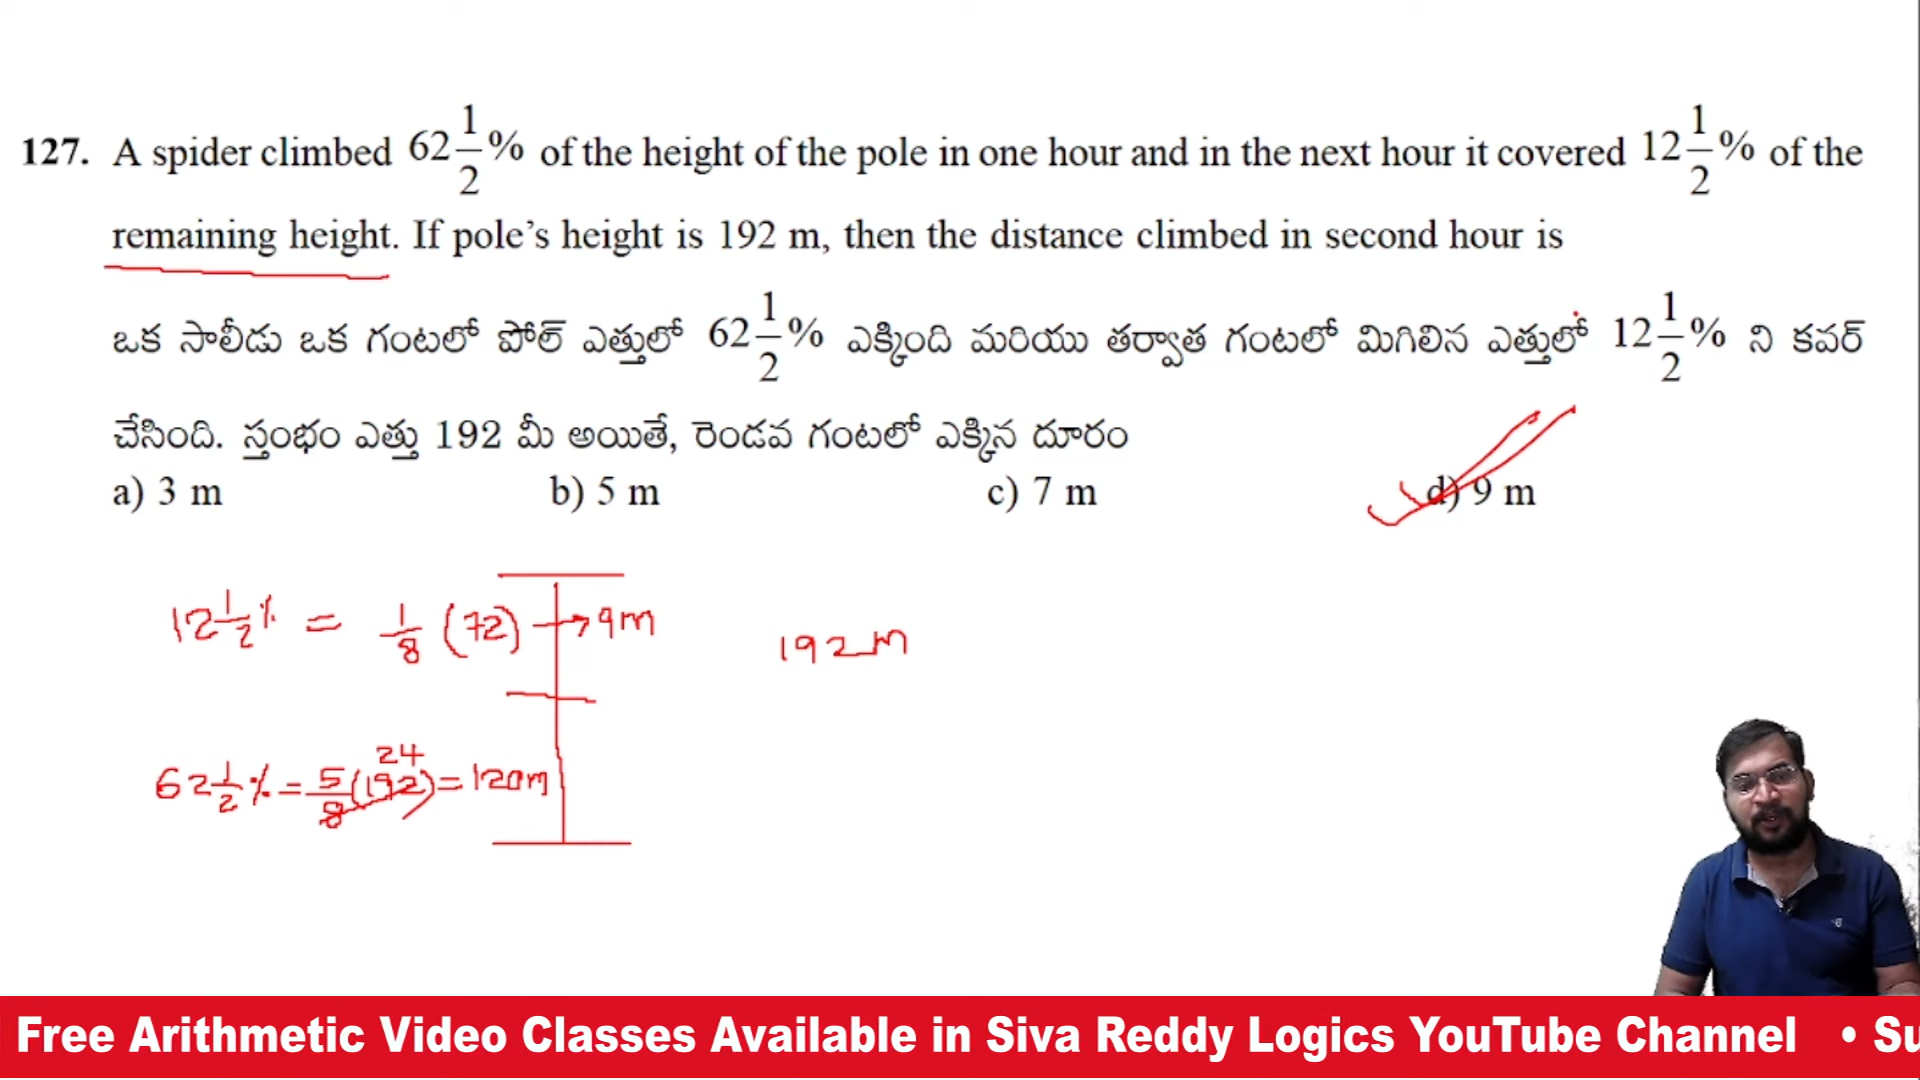 127. A spider climbed 62 1/2 % of the height of the pole in one hour and in the next hour it covered 12 1/2 % of the
remaining height. If pole's height is 192 m, then the distance climbed in second hour is
ఒక సాలీడు ఒక గంటలో పోల్ ఎత్తులో 62 1/2 % ఎక్కింది మరియు తర్వాత గంటలో మిగిలిన ఎత్తులో 12 1/2 % ని కవర్
చేసింది. స్తంభం ఎత్తు 192 మీ అయితే, రెండవ గంటలో ఎక్కిన దూరం
a) 3 m b) 5 m c) 7 m d) 9 m
12 1/2 % = 1/8 (72) → 9m
192m
24
62 1/2 % = 5/8 (192) = 120m
Free Arithmetic Video Classes Available in Siva Reddy Logics YouTube Channel • Su